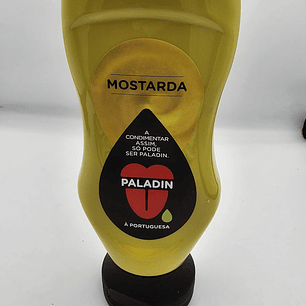 MOSTARDA
A
CONDIMENTAR
ASSIM,
SÓ PODE
SER PALADIN.
PALADIN
À PORTUGUESA